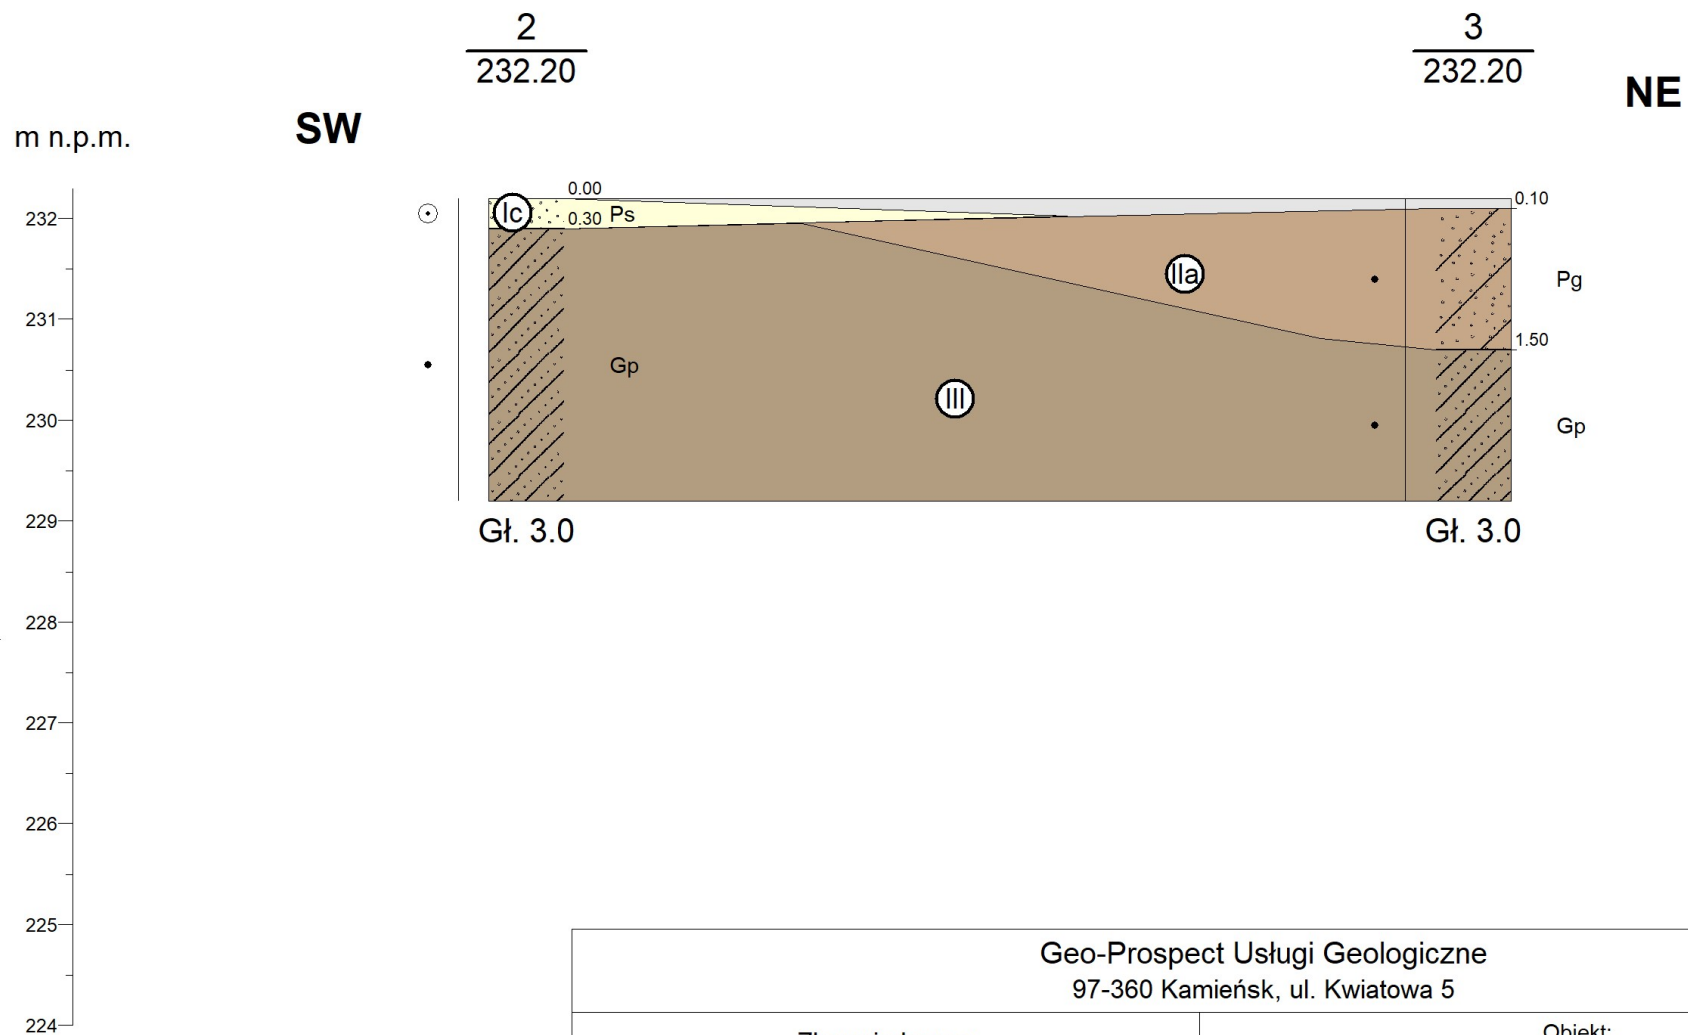 2
232.20
3
232.20
NE
SW
m n.p.m.
0.00
0.10
Ic
0.30 Ps
232
IIa
Pg
231
1.50
Gp
III
230
Gp
229
Gł. 3.0
Gł. 3.0
228
227
226
225
Geo-Prospect Usługi Geologiczne
97-360 Kamieńsk, ul. Kwiatowa 5
224
Obiekt: